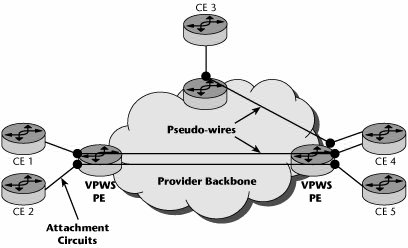 CE 3
Pseudo-wires
CE 1
CE 4
VPWS
PE
Provider Backbone
VPWS
PE
CE 2
CE 5
Attachment
Circuits